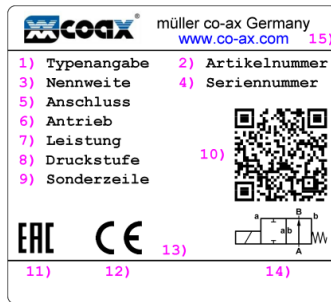 coax müller co-ax Germany
www.co-ax.com 15)
1) Typenangabe 2) Artikelnummer
3) Nennweite 4) Seriennummer
5) Anschluss
6) Antrieb
7) Leistung
8) Druckstufe 10)
9) Sonderzeile
a B b
a b
A
EAC CE 13)
11) 12) 14)